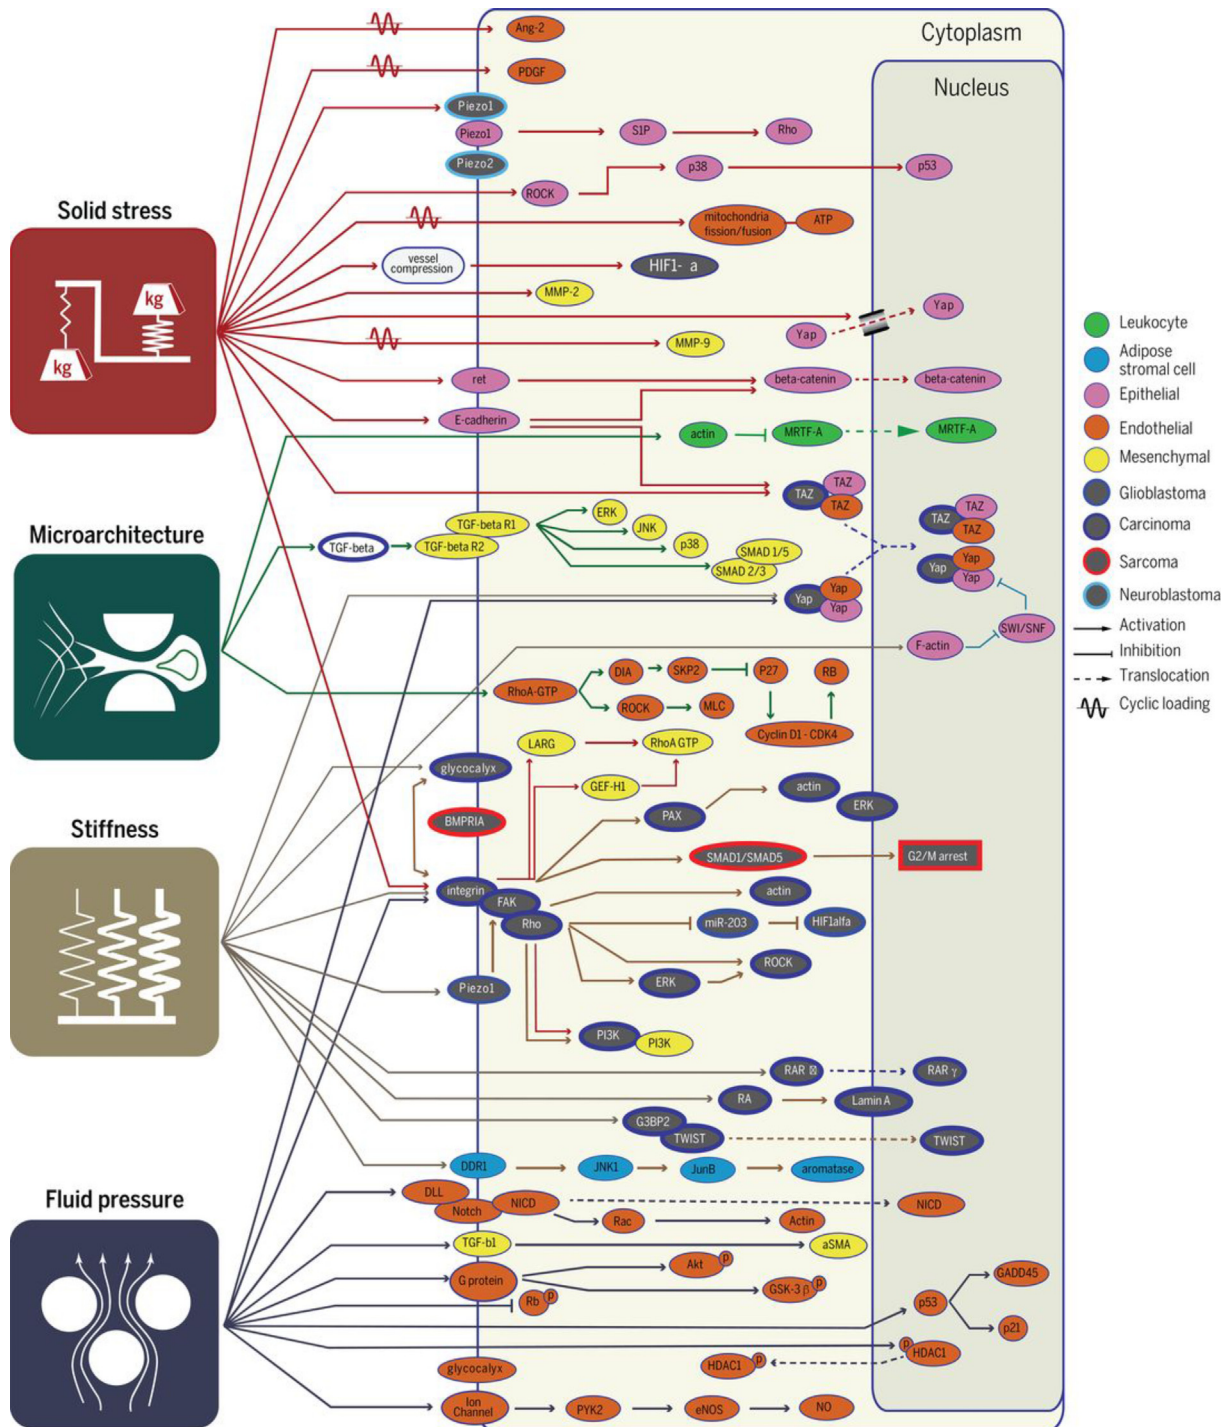 Cytoplasm
Nucleus
Ang-2
PDGF
Piezo1
Piezo1
S1P
Rho
Piezo2
p38
p53
ROCK
Solid stress
mitochondria
fission/fusion
ATP
vessel
compression
HIF1- a
kg
kg
MMP-2
Yap
Yap
MMP-9
ret
beta-catenin
beta-catenin
E-cadherin
actin
MRTF-A
MRTF-A
Leukocyte
Adipose
stromal cell
Epithelial
Endothelial
Mesenchymal
Glioblastoma
Carcinoma
Sarcoma
Neuroblastoma
Activation
Inhibition
Translocation
Cyclic loading
TAZ
TAZ
TAZ
TAZ
TAZ
TAZ
Microarchitecture
TGF-beta
TGF-beta R1
TGF-beta R2
ERK
JNK
p38
SMAD 1/5
SMAD 2/3
Yap
Yap
Yap
Yap
Yap
Yap
SWI/SNF
F-actin
RhoA-GTP
DIA
SKP2
P27
RB
ROCK
MLC
Cyclin D1 - CDK4
LARG
RhoA GTP
glycocalyx
GEF-H1
actin
ERK
PAX
BMPRIA
Stiffness
SMAD1/SMAD5
G2/M arrest
integrin
FAK
Rho
actin
miR-203
HIF1alfa
ROCK
ERK
Piezo1
PI3K
PI3K
RAR
RAR γ
RA
Lamin A
G3BP2
TWIST
TWIST
DDR1
JNK1
JunB
aromatase
Fluid pressure
DLL
Notch
NICD
NICD
Rac
Actin
TGF-b1
aSMA
G protein
Akt
p
GSK-3 β
p
Rb
p
p53
GADD45
p21
p
HDAC1
HDAC1
p
glycocalyx
Ion
Channel
PYK2
eNOS
NO